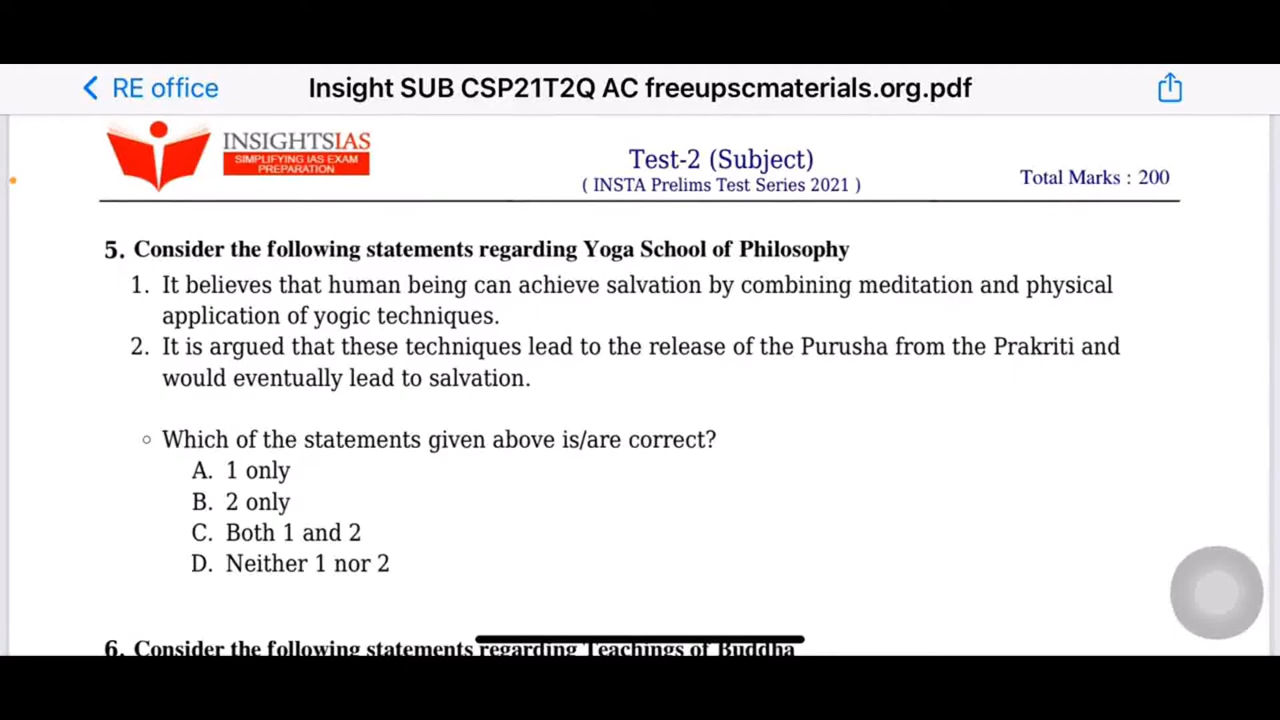 RE office
Insight SUB CSP21T2Q AC freeupscmaterials.org.pdf
INSIGHTSIAS
SIMPLIFYING IAS EXAM
PREPARATION
Test-2 (Subject)
( INSTA Prelims Test Series 2021 )
Total Marks : 200
5. Consider the following statements regarding Yoga School of Philosophy
1. It believes that human being can achieve salvation by combining meditation and physical
application of yogic techniques.
2. It is argued that these techniques lead to the release of the Purusha from the Prakriti and
would eventually lead to salvation.
Which of the statements given above is/are correct?
A. 1 only
B. 2 only
C. Both 1 and 2
D. Neither 1 nor 2
6. Consider the following statements regarding Teachings of Buddha